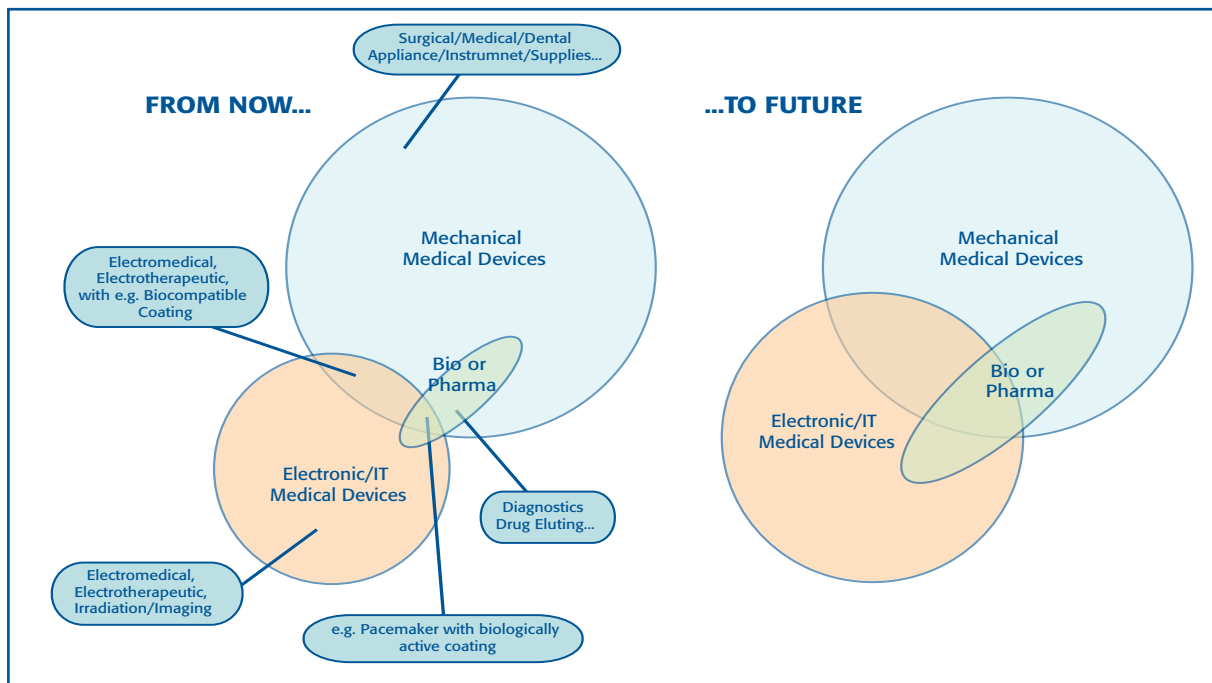 Surgical/Medical/Dental
Appliance/Instrumnet/Supplies...
FROM NOW...
...TO FUTURE
Mechanical
Medical Devices
Mechanical
Medical Devices
Electromedical,
Electrotherapeutic,
with e.g. Biocompatible
Coating
Bio or
Pharma
Bio or
Pharma
Electronic/IT
Medical Devices
Electronic/IT
Medical Devices
Diagnostics
Drug Eluting...
Electromedical,
Electrotherapeutic,
Irradiation/Imaging
e.g. Pacemaker with biologically
active coating